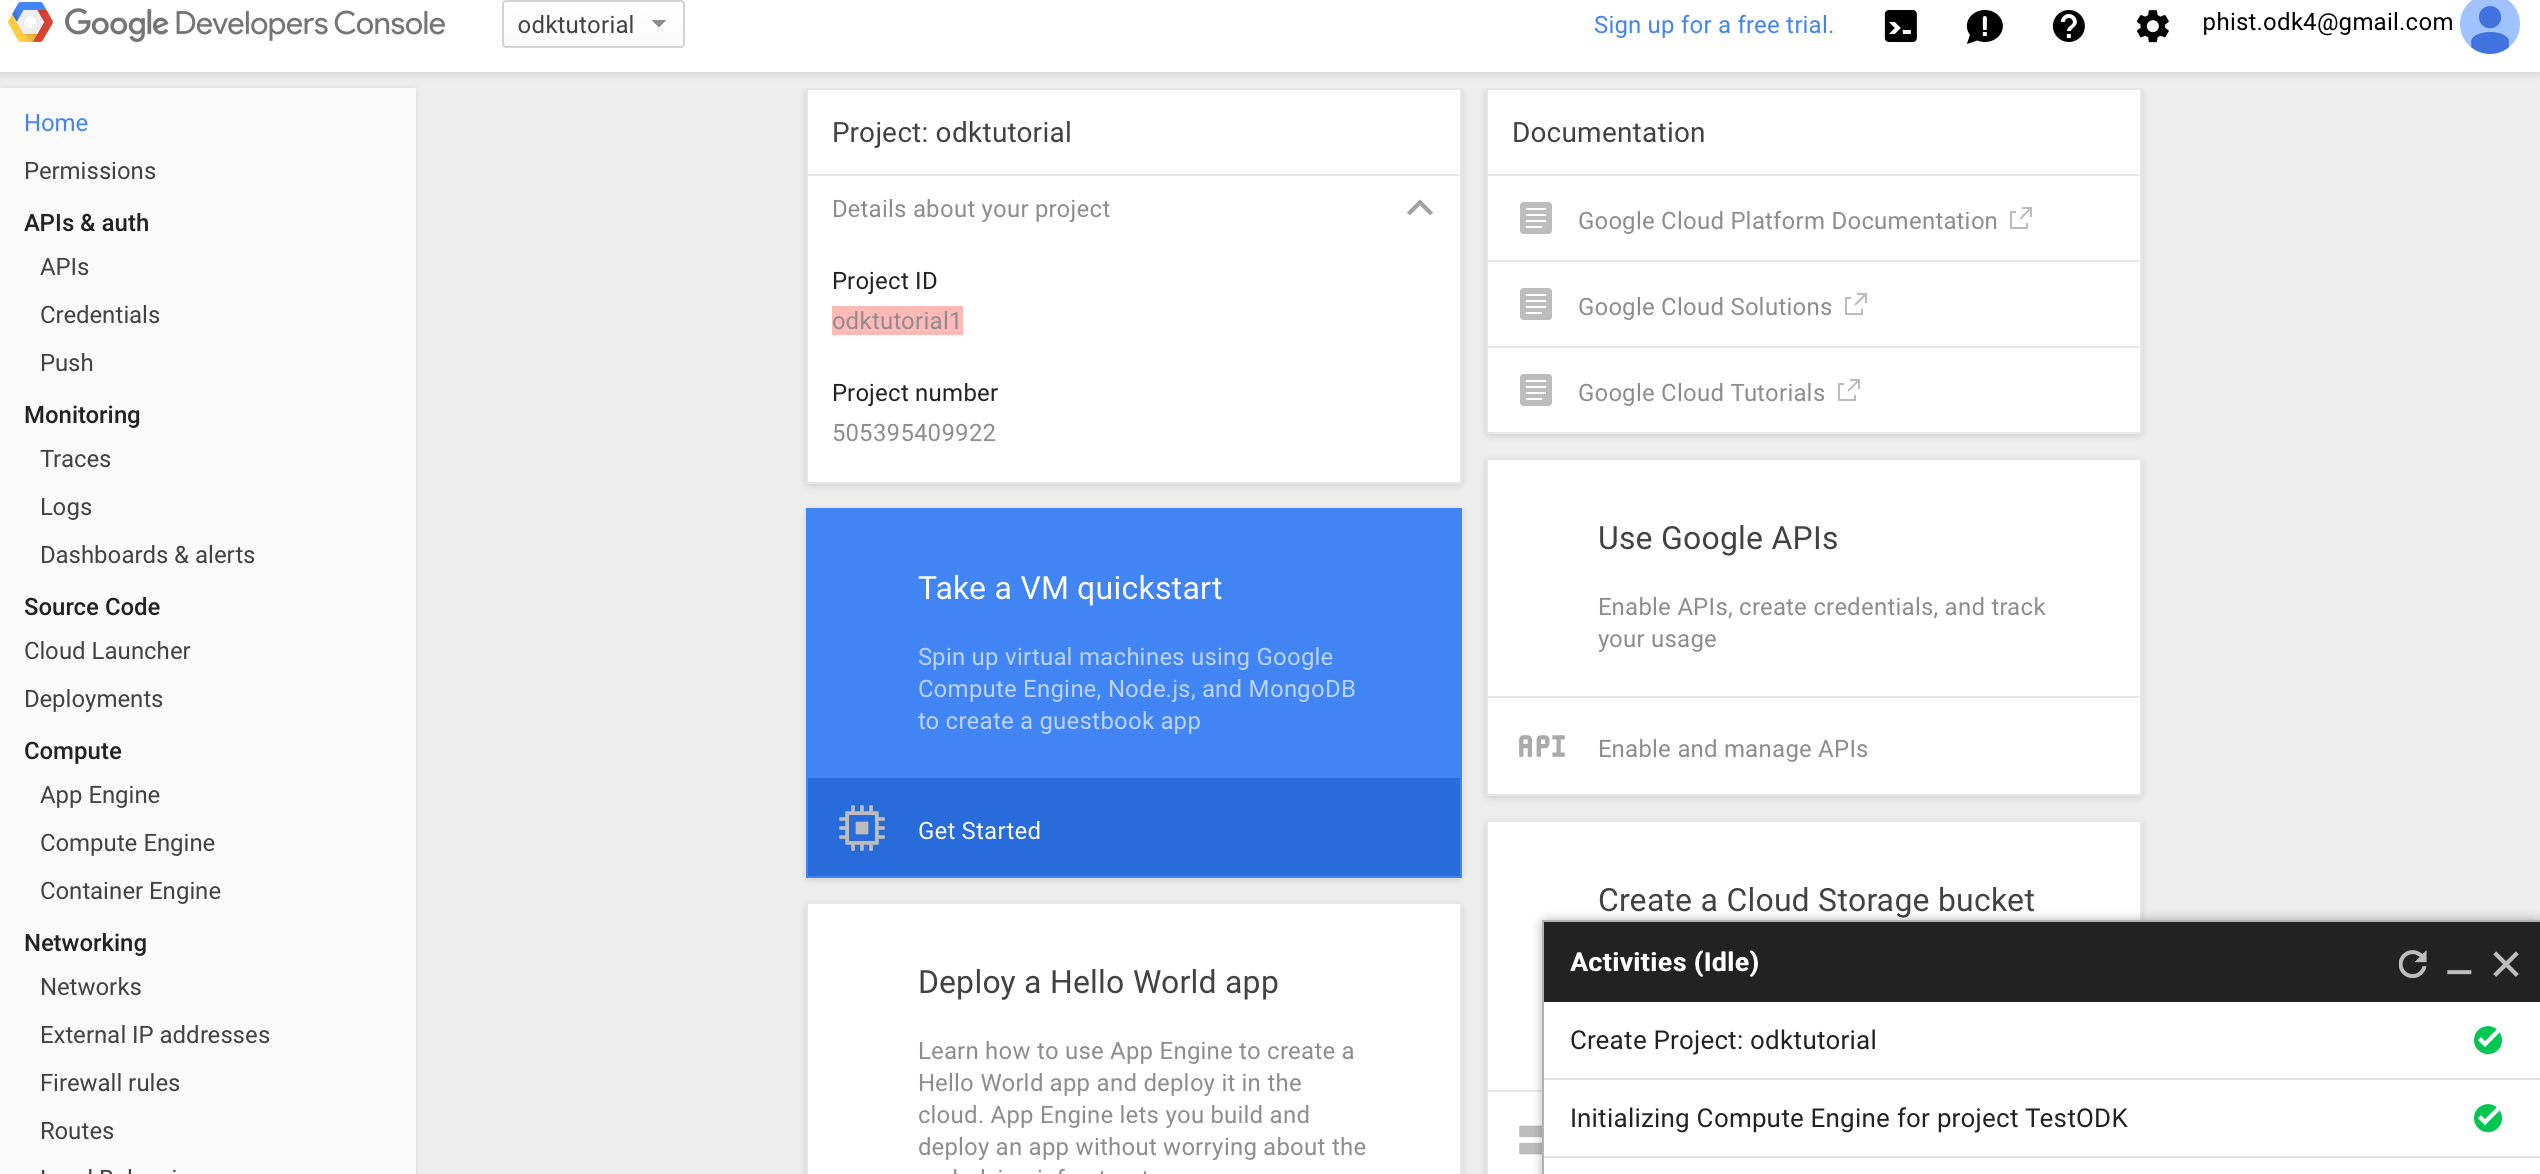 Google Developers Console
odktutorial
Sign up for a free trial.
phist.odk4@gmail.com
Home
Permissions
APIs & auth
APIs
Credentials
Push
Monitoring
Traces
Logs
Dashboards & alerts
Source Code
Cloud Launcher
Deployments
Compute
App Engine
Compute Engine
Container Engine
Networking
Networks
External IP addresses
Firewall rules
Routes
Project: odktutorial
Details about your project
Project ID
odktutorial1
Project number
505395409922
Take a VM quickstart
Spin up virtual machines using Google
Compute Engine, Node.js, and MongoDB
to create a guestbook app
Get Started
Deploy a Hello World app
Learn how to use App Engine to create a
Hello World app and deploy it in the
cloud. App Engine lets you build and
deploy an app without worrying about the
Documentation
Google Cloud Platform Documentation
Google Cloud Solutions
Google Cloud Tutorials
Use Google APIs
Enable APIs, create credentials, and track
your usage
API
Enable and manage APIs
Create a Cloud Storage bucket
Activities (Idle)
Create Project: odktutorial
Initializing Compute Engine for project TestODK